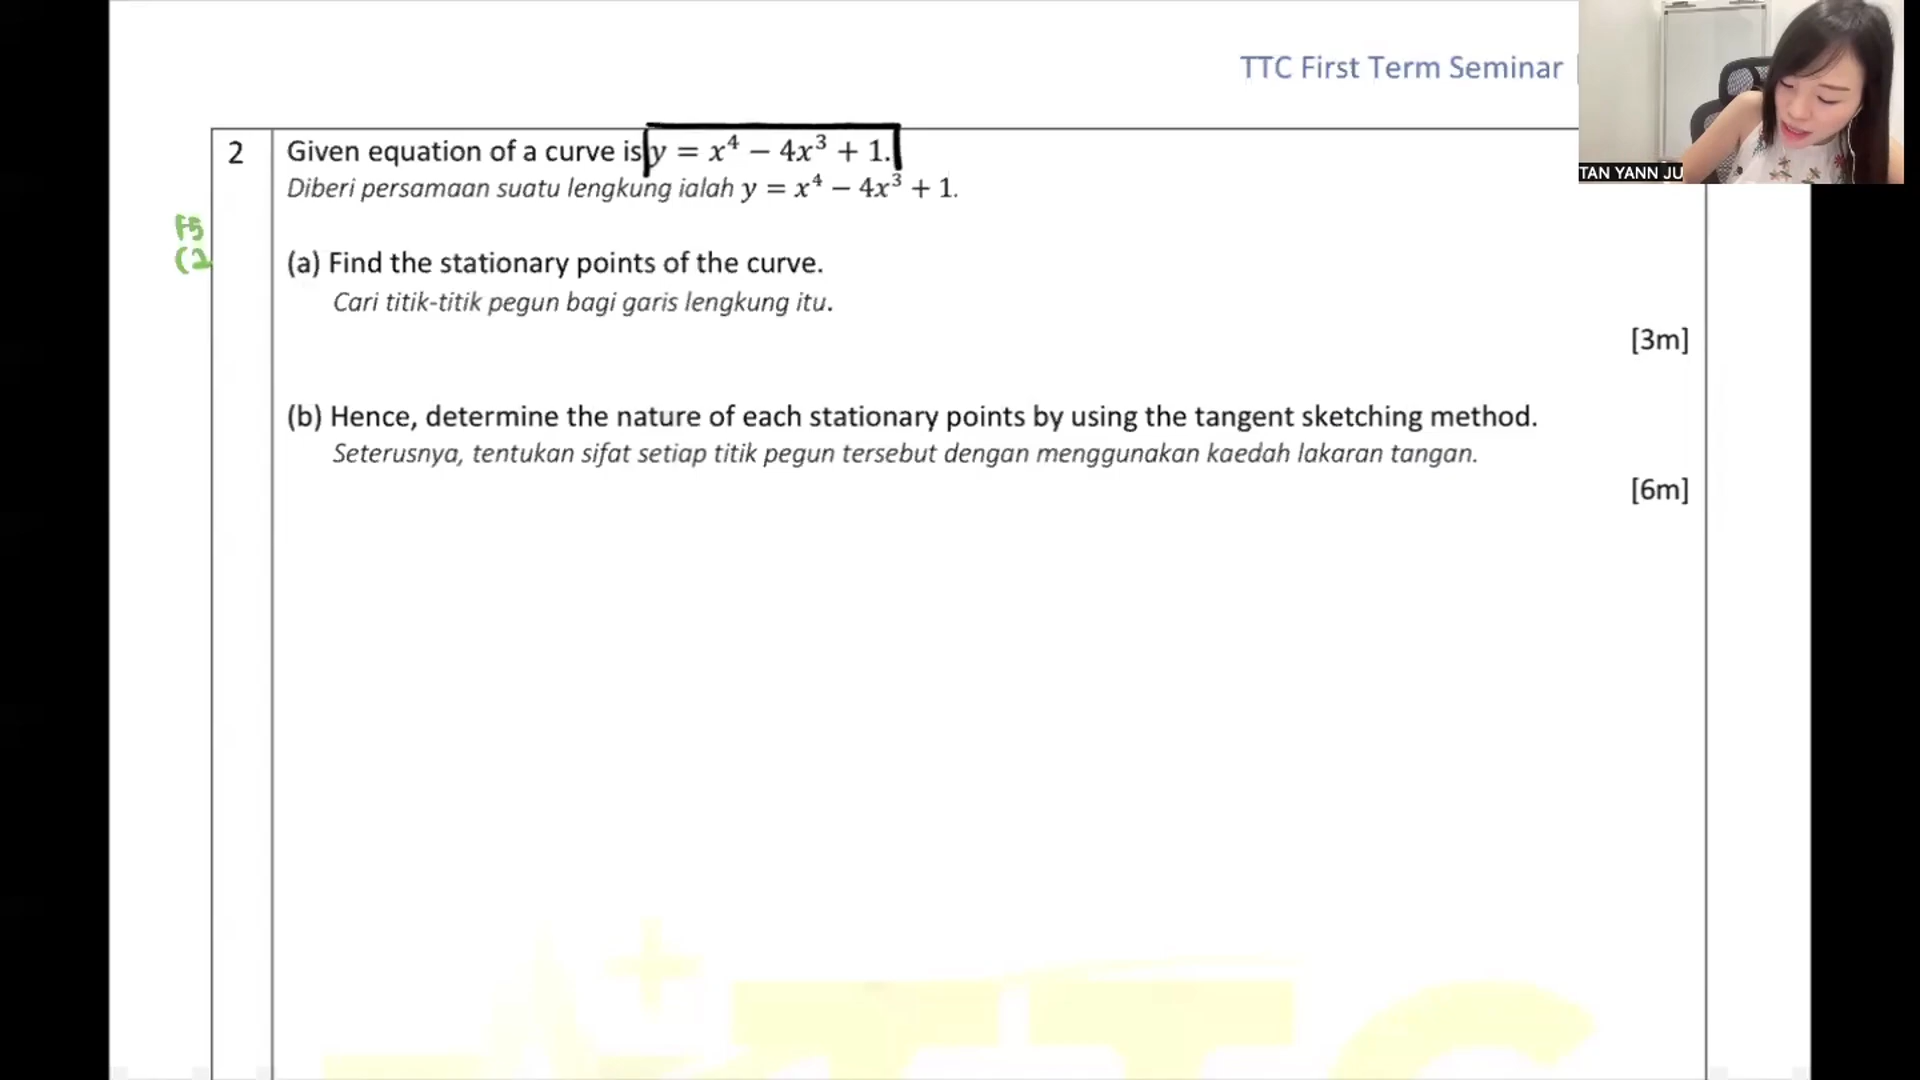 TTC First Term Seminar
TAN YANN JU
2 Given equation of a curve is y = x⁴ − 4x³ + 1.
Diberi persamaan suatu lengkung ialah y = x⁴ − 4x³ + 1.
F5
C2
(a) Find the stationary points of the curve.
Cari titik-titik pegun bagi garis lengkung itu.
[3m]
(b) Hence, determine the nature of each stationary points by using the tangent sketching method.
Seterusnya, tentukan sifat setiap titik pegun tersebut dengan menggunakan kaedah lakaran tangan.
[6m]
A+ TTC